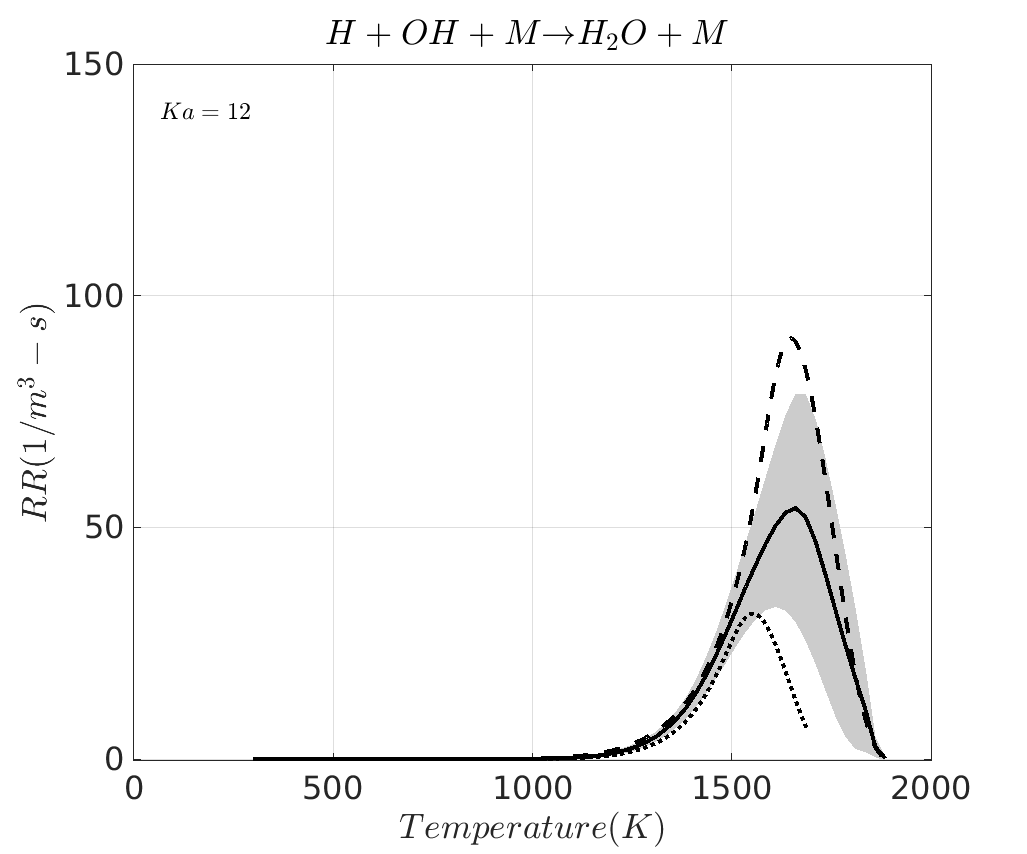 H + OH + M→H₂O + M
150
Ka = 12
100
50
0
RR(1/m³ − s)
0 500 1000 1500 2000
Temperature(K)